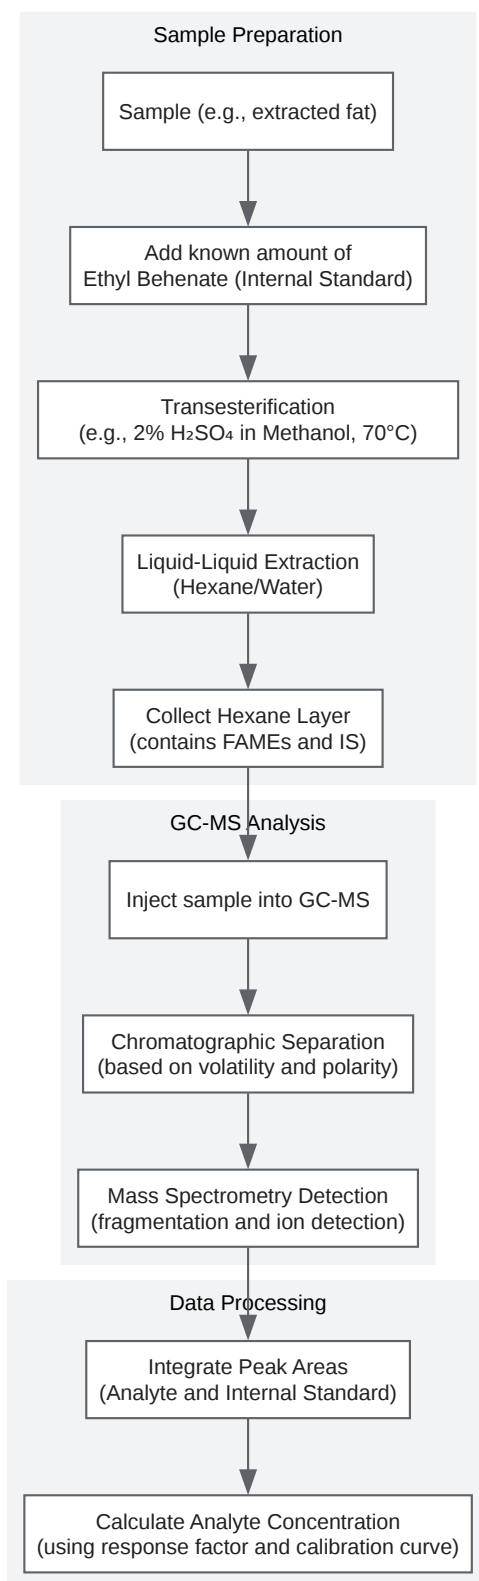 Sample Preparation
Sample (e.g., extracted fat)
Add known amount of
Ethyl Behenate (Internal Standard)
Transesterification
(e.g., 2% H₂SO₄ in Methanol, 70°C)
Liquid-Liquid Extraction
(Hexane/Water)
Collect Hexane Layer
(contains FAMEs and IS)
GC-MS Analysis
Inject sample into GC-MS
Chromatographic Separation
(based on volatility and polarity)
Mass Spectrometry Detection
(fragmentation and ion detection)
Data Processing
Integrate Peak Areas
(Analyte and Internal Standard)
Calculate Analyte Concentration
(using response factor and calibration curve)